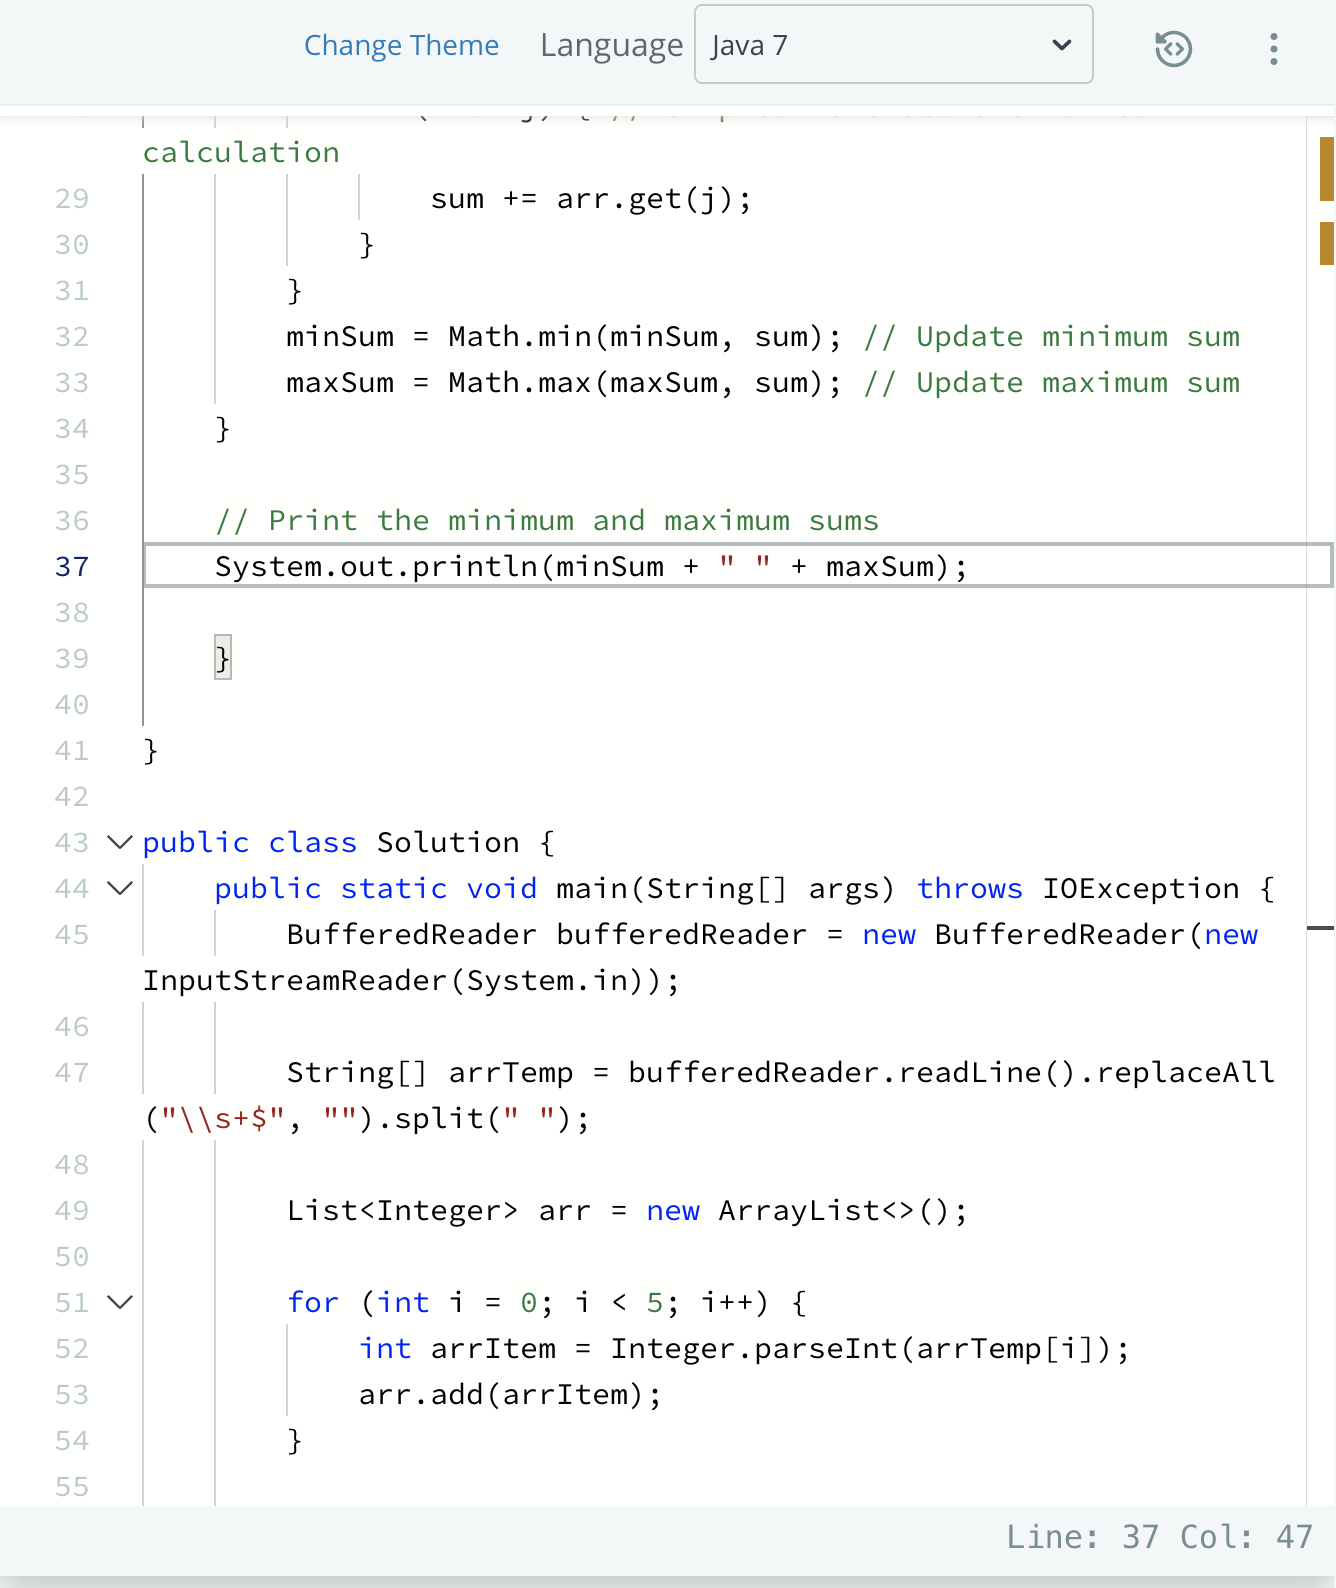 Change Theme Language Java 7
calculation
29 sum += arr.get(j);
30 }
31 }
32 minSum = Math.min(minSum, sum); // Update minimum sum
33 maxSum = Math.max(maxSum, sum); // Update maximum sum
34 }
35
36 // Print the minimum and maximum sums
37 System.out.println(minSum + " " + maxSum);
38
39 }
40
41 }
42
43 public class Solution {
44 public static void main(String[] args) throws IOException {
45 BufferedReader bufferedReader = new BufferedReader(new
InputStreamReader(System.in));
46
47 String[] arrTemp = bufferedReader.readLine().replaceAll
("\\s+$", "").split(" ");
48
49 List<Integer> arr = new ArrayList<>();
50
51 for (int i = 0; i < 5; i++) {
52 int arrItem = Integer.parseInt(arrTemp[i]);
53 arr.add(arrItem);
54 }
55
Line: 37 Col: 47